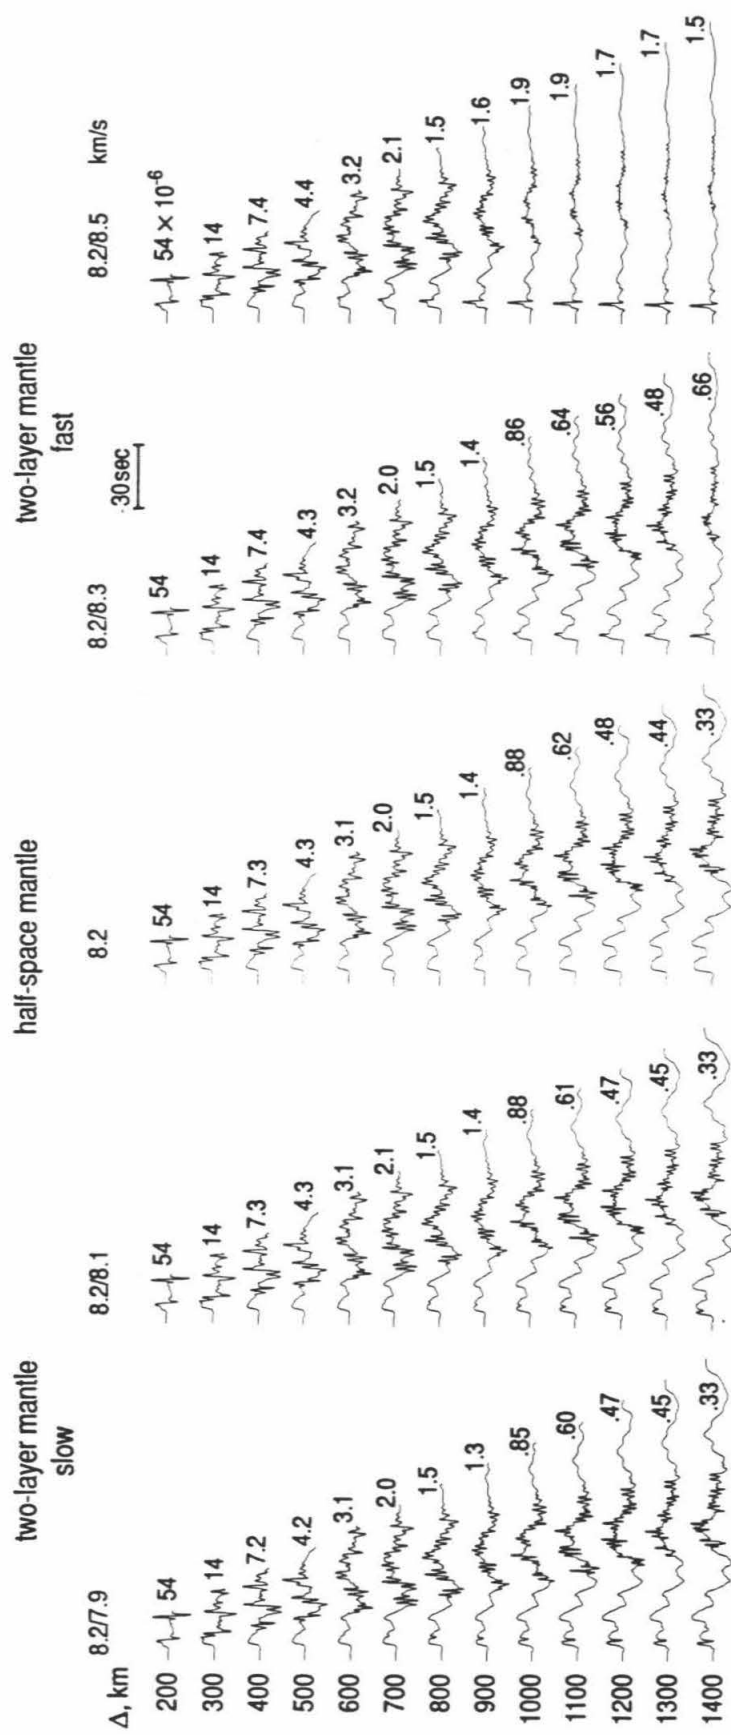 two-layer mantle
slow
half-space mantle
two-layer mantle
fast
Δ, km
8.2/7.9
8.2/8.1
8.2
8.2/8.3
30sec
8.2/8.5 km/s
200 54 54 54 54 54 × 10⁻⁶
300 14 14 14 14 14
400 7.2 7.3 7.3 7.4 7.4
500 4.2 4.3 4.3 4.3 4.4
600 3.1 3.1 3.1 3.2 3.2
700 2.0 2.1 2.0 2.0 2.1
800 1.5 1.5 1.5 1.5 1.5
900 1.3 1.4 1.4 1.4 1.6
1000 .85 .88 .88 .86 1.9
1100 .60 .61 .62 .64 1.9
1200 .47 .47 .48 .56 1.7
1300 .45 .45 .44 .48 1.7
1400 .33 .33 .33 .66 1.5